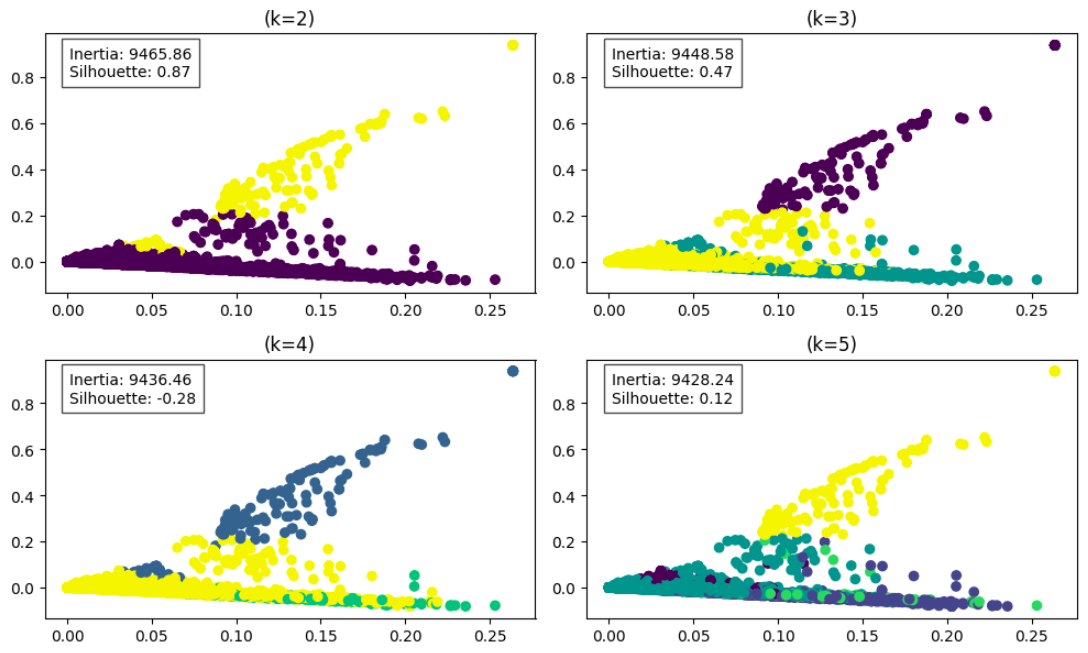 (k=2)
Inertia: 9465.86
Silhouette: 0.87
0.8
0.6
0.4
0.2
0.0
0.00 0.05 0.10 0.15 0.20 0.25
(k=3)
Inertia: 9448.58
Silhouette: 0.47
0.8
0.6
0.4
0.2
0.0
0.00 0.05 0.10 0.15 0.20 0.25
(k=4)
Inertia: 9436.46
Silhouette: -0.28
0.8
0.6
0.4
0.2
0.0
0.00 0.05 0.10 0.15 0.20 0.25
(k=5)
Inertia: 9428.24
Silhouette: 0.12
0.8
0.6
0.4
0.2
0.0
0.00 0.05 0.10 0.15 0.20 0.25